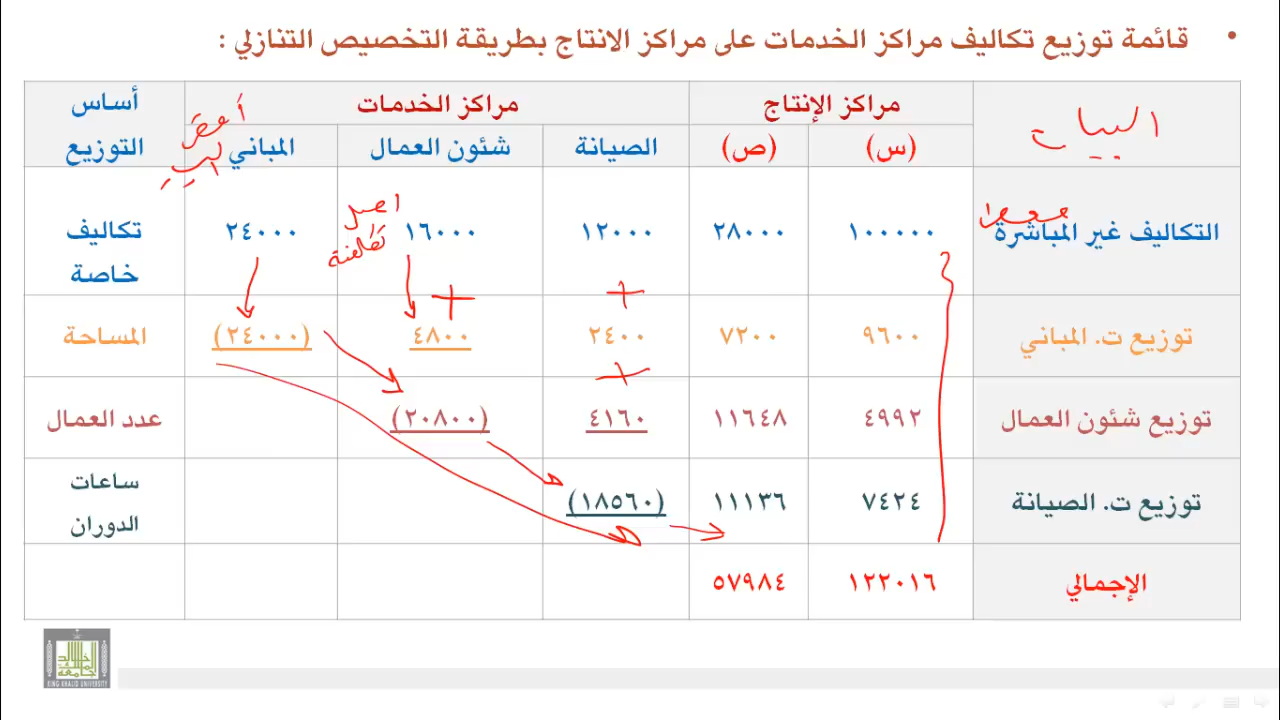 • قائمة توزيع تكاليف مراكز الخدمات على مراكز الانتاج بطريقة التخصيص التنازلي :
البيان مراكز الإنتاج مراكز الخدمات أساس التوزيع
(س) (ص) الصيانة شئون العمال المباني
التكاليف غير المباشرة ١٠٠٠٠٠ ٢٨٠٠٠ ١٢٠٠٠ ١٦٠٠٠ ٢٤٠٠٠ تكاليف خاصة
+ +
توزيع ت. المباني ٩٦٠٠ ٧٢٠٠ ٢٤٠٠ ٤٨٠٠ (٢٤٠٠٠) المساحة
+
توزيع شئون العمال ٤٩٩٢ ١١٦٤٨ ٤١٦٠ (٢٠٨٠٠) عدد العمال
توزيع ت. الصيانة ٧٤٢٤ ١١١٣٦ (١٨٥٦٠) ساعات الدوران
الإجمالي ١٢٢٠١٦ ٥٧٩٨٤
KING KHALID UNIVERSITY